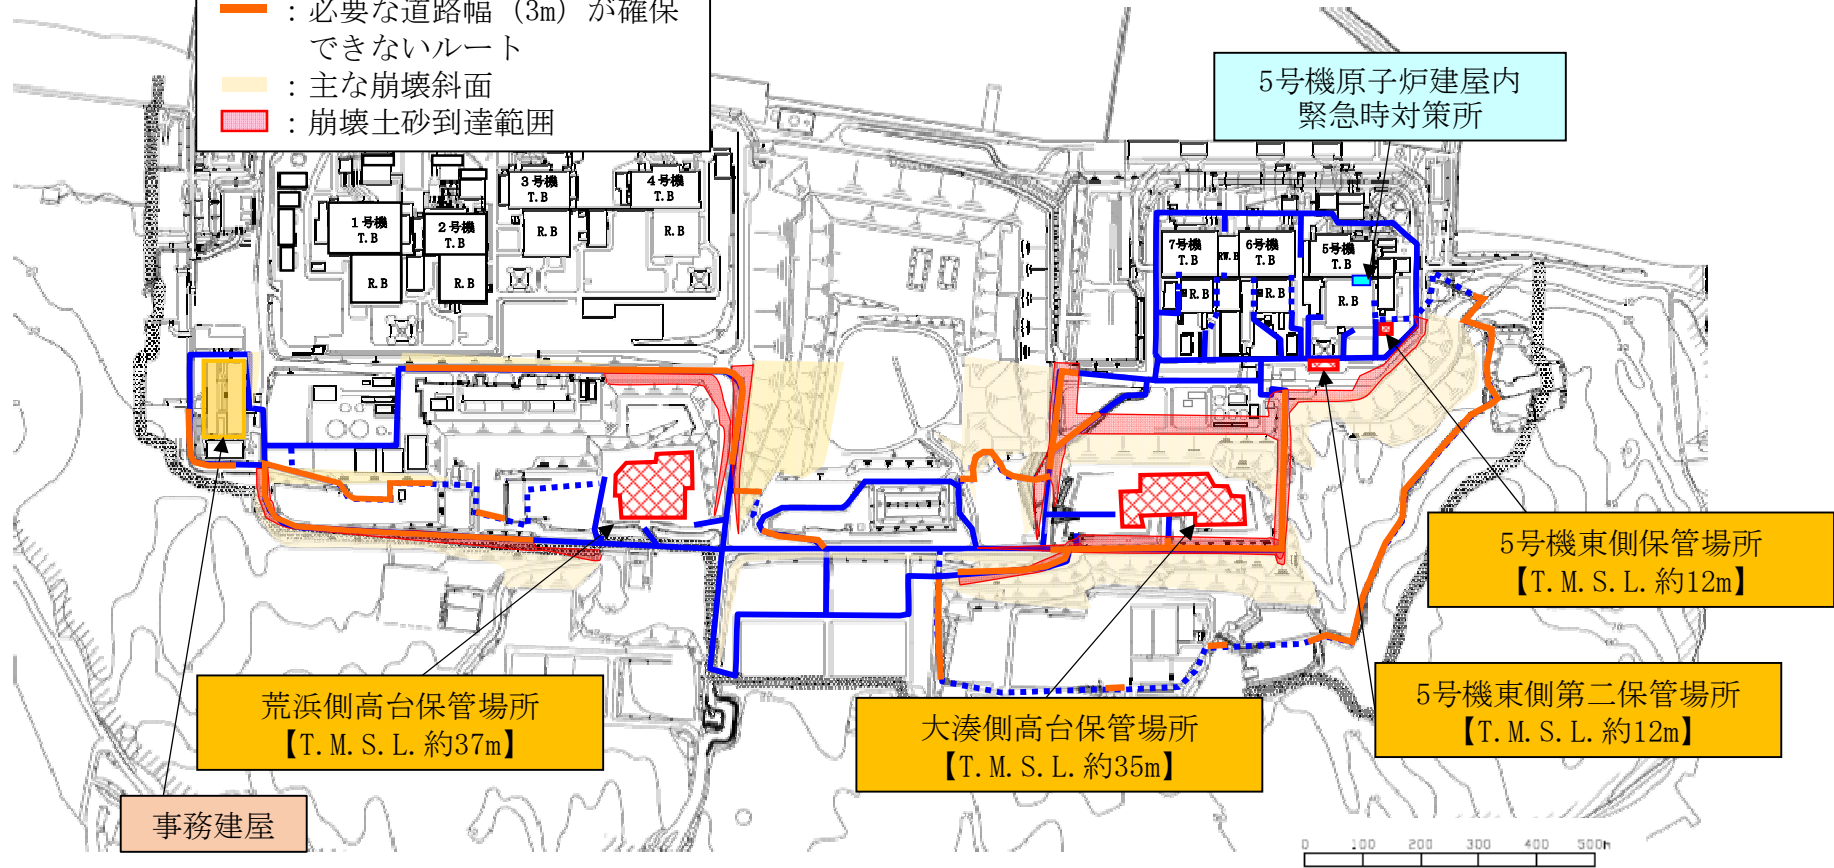 ：必要な道路幅（3m）が確保
できないルート
：主な崩壊斜面
：崩壊土砂到達範囲
5号機原子炉建屋内
緊急時対策所
1号機
T.B
R.B
2号機
T.B
R.B
3号機
T.B
R.B
4号機
T.B
R.B
7号機
T.B
R.B
RW.B
6号機
T.B
R.B
5号機
T.B
R.B
5号機東側保管場所
【T.M.S.L.約12m】
5号機東側第二保管場所
【T.M.S.L.約12m】
荒浜側高台保管場所
【T.M.S.L.約37m】
大湊側高台保管場所
【T.M.S.L.約35m】
事務建屋
0 100 200 300 400 500m